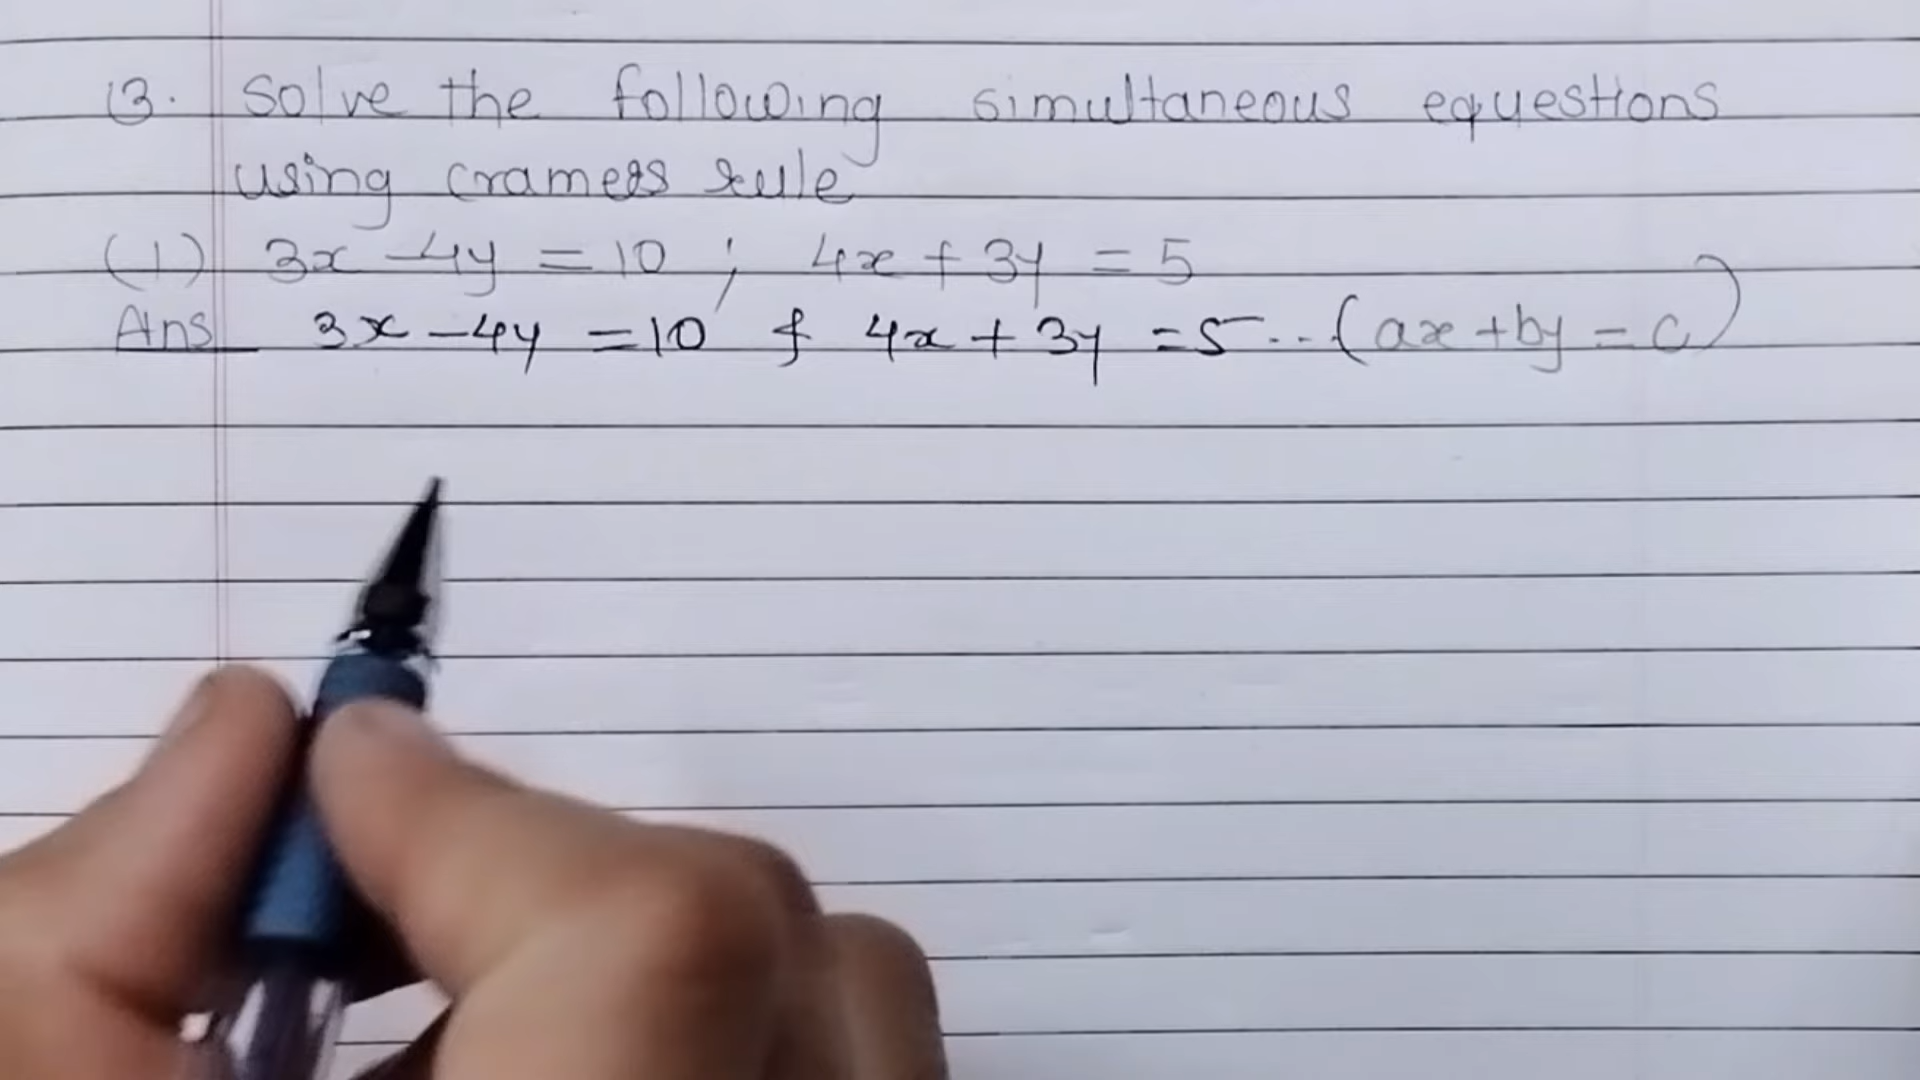 (3. Solve the following simultaneous equestions
using cramers rule
(1) 3x - 4y = 10 ; 4x + 3y = 5
Ans 3x - 4y = 10 & 4x + 3y = 5 ... (ax + by = c)